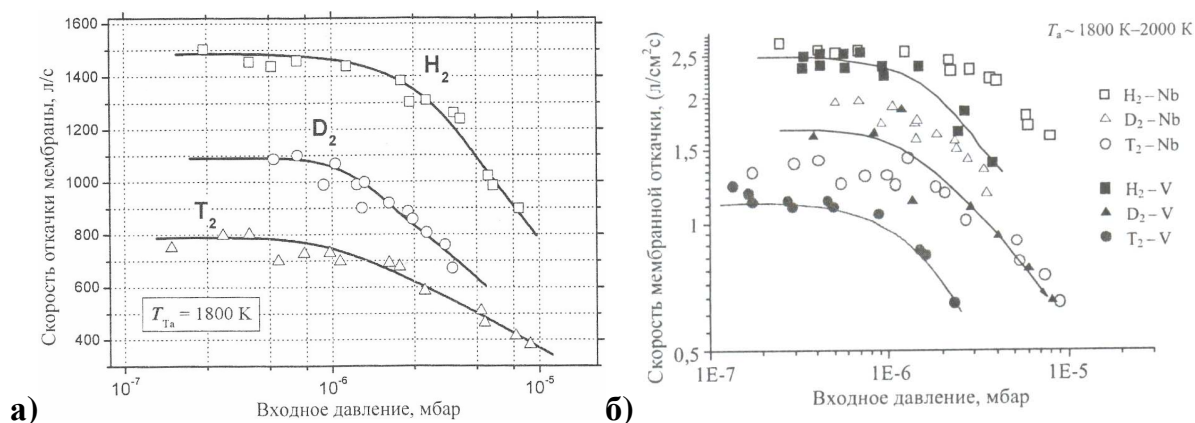 1600
1400
1200
1000
800
600
400
Скорость откачки мембраны, л/с
H2
D2
T2
TTa = 1800 K
10-7
10-6
10-5
Входное давление, мбар
а)
Ta ~ 1800 K–2000 K
2,5
2
1,5
1
0,5
Скорость мембранной откачки, (л/см2с)
H2 – Nb
D2 – Nb
T2 – Nb
H2 – V
D2 – V
T2 – V
1E-7
1E-6
1E-5
Входное давление, мбар
б)